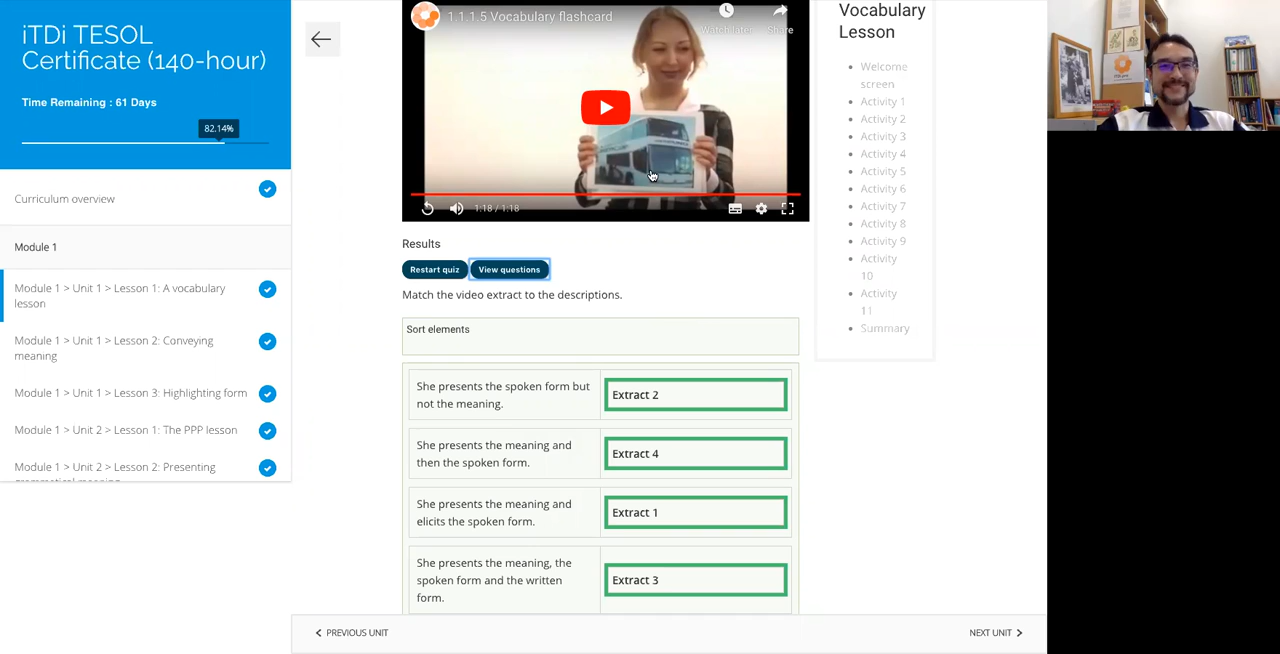 iTDi TESOL
Certificate (140-hour)
Time Remaining : 61 Days
82.14%
Curriculum overview
Module 1
Module 1 > Unit 1 > Lesson 1: A vocabulary
lesson
Module 1 > Unit 1 > Lesson 2: Conveying
meaning
Module 1 > Unit 1 > Lesson 3: Highlighting form
Module 1 > Unit 2 > Lesson 1: The PPP lesson
Module 1 > Unit 2 > Lesson 2: Presenting
grammatical meaning
1.1.1.5 Vocabulary flashcard
Watch later
Share
1:18 / 1:18
Results
Restart quiz
View questions
Match the video extract to the descriptions.
Sort elements
She presents the spoken form but
not the meaning.
Extract 2
She presents the meaning and
then the spoken form.
Extract 4
She presents the meaning and
elicits the spoken form.
Extract 1
She presents the meaning, the
spoken form and the written
form.
Extract 3
PREVIOUS UNIT
NEXT UNIT
Vocabulary
Lesson
Welcome
screen
Activity 1
Activity 2
Activity 3
Activity 4
Activity 5
Activity 6
Activity 7
Activity 8
Activity 9
Activity
10
Activity
11
Summary